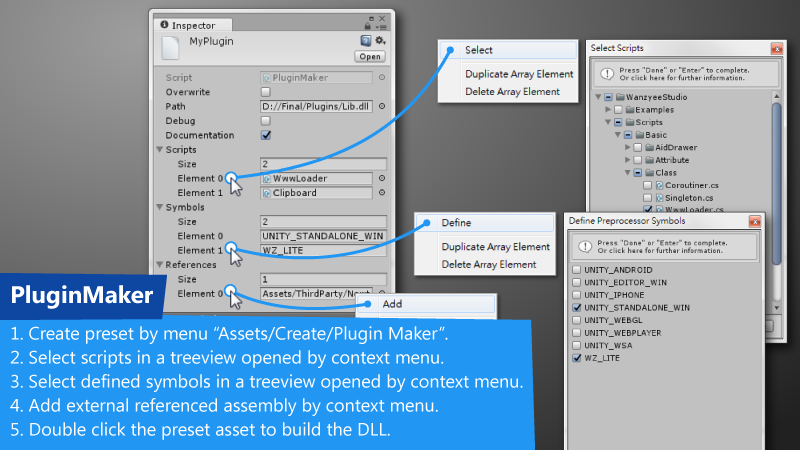 Inspector
MyPlugin
Open
Script
PluginMaker
Overwrite
Path
D://Final/Plugins/Lib.dll
Debug
Documentation
Scripts
Size
2
Element 0
WwwLoader
Element 1
Clipboard
Symbols
Size
2
Element 0
UNITY_STANDALONE_WIN
Element 1
WZ_LITE
References
Size
1
Element 0
Assets/ThirdParty/
Select
Duplicate Array Element
Delete Array Element
Define
Duplicate Array Element
Delete Array Element
Add
Select Scripts
Press "Done" or "Enter" to complete.
Or click here for further information.
WanzyeeStudio
Examples
Scripts
Basic
AidDrawer
Attribute
Class
Coroutiner.cs
Singleton.cs
WwwLoader.cs
Define Preprocessor Symbols
Press "Done" or "Enter" to complete.
Or click here for further information.
UNITY_ANDROID
UNITY_EDITOR_WIN
UNITY_IPHONE
UNITY_STANDALONE_WIN
UNITY_WEBGL
UNITY_WEBPLAYER
UNITY_WSA
WZ_LITE
PluginMaker
1. Create preset by menu “Assets/Create/Plugin Maker”.
2. Select scripts in a treeview opened by context menu.
3. Select defined symbols in a treeview opened by context menu.
4. Add external referenced assembly by context menu.
5. Double click the preset asset to build the DLL.